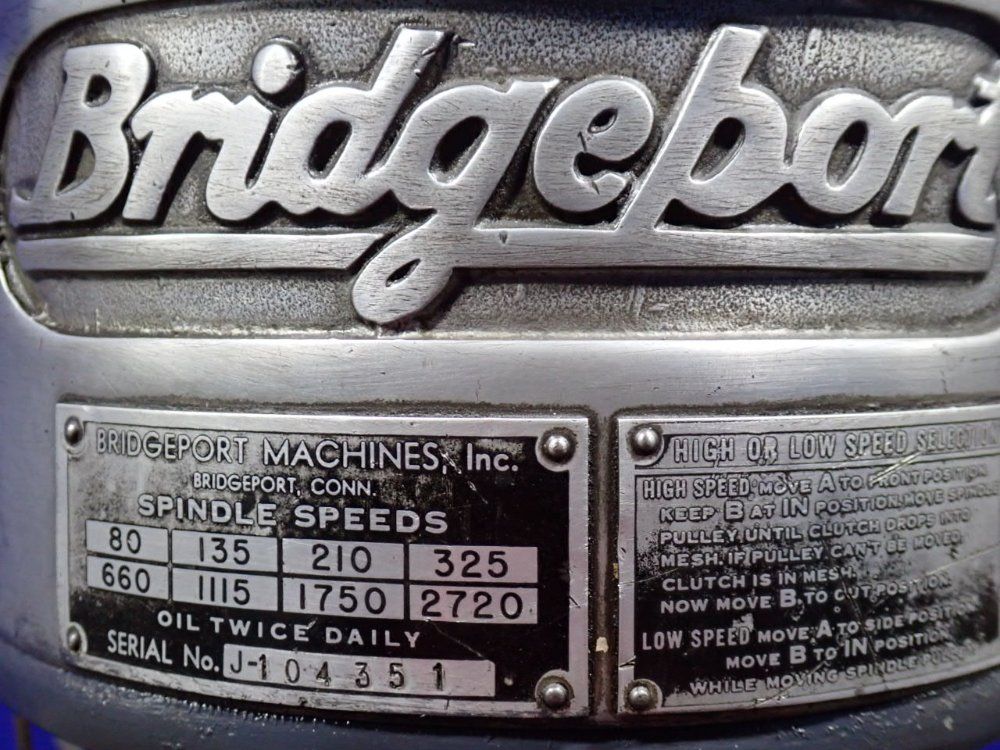 Bridgeport
BRIDGEPORT MACHINES, Inc.
BRIDGEPORT, CONN.
SPINDLE SPEEDS
80 135 210 325
660 1115 1750 2720
OIL TWICE DAILY
SERIAL No. J-104351
HIGH OR LOW SPEED SELECTION
HIGH SPEED: MOVE A TO FRONT POSITION.
KEEP B AT IN POSITION. MOVE SPINDLE
PULLEY, UNTIL CLUTCH DROPS INTO
MESH. IF PULLEY CAN'T BE MOVED,
CLUTCH IS IN MESH.
NOW MOVE B TO OUT POSITION.
LOW SPEED MOVE A TO SIDE POSITION
MOVE B TO IN POSITION
WHILE MOVING SPINDLE